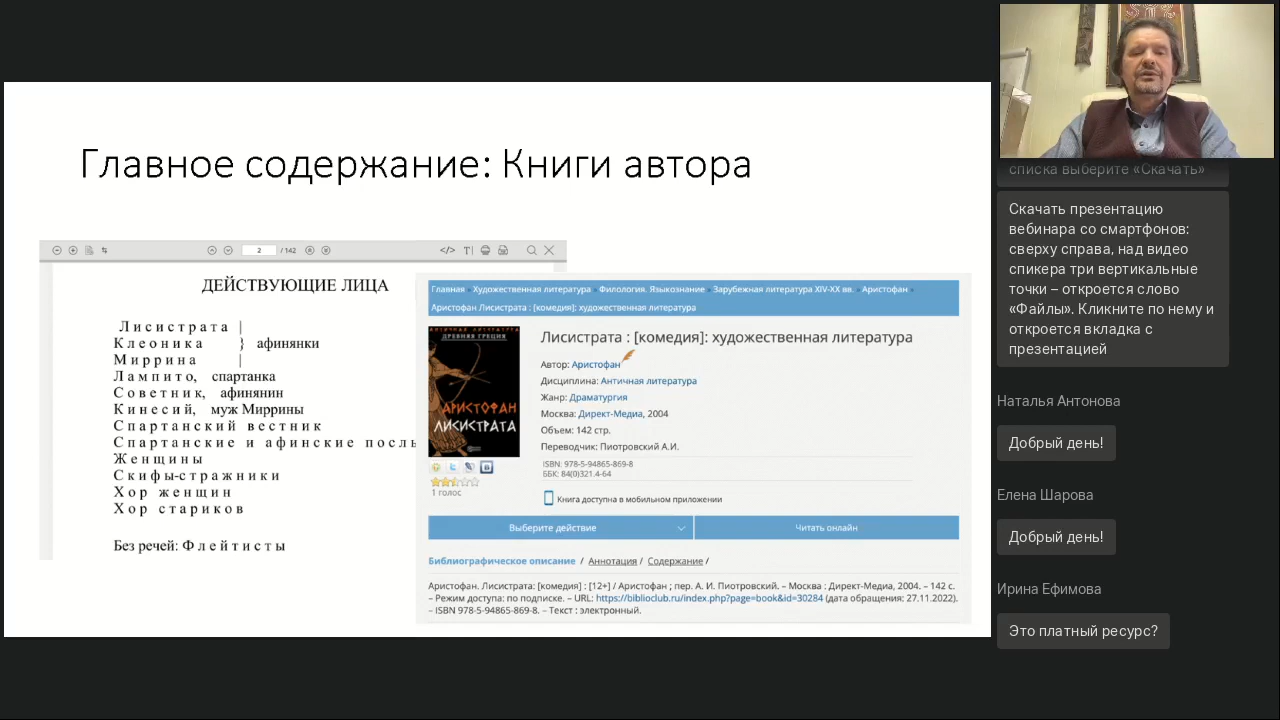 Главное содержание: Книги автора
2 / 142
</> T|
ДЕЙСТВУЮЩИЕ ЛИЦА
Лисистрата |
Клеоника } афинянки
Миррина |
Лампито, спартанка
Советник, афинянин
Кинесий, муж Миррины
Спартанский вестник
Спартанские и афинские послы
Женщины
Скифы-стражники
Хор женщин
Хор стариков
Без речей: Флейтисты
Главная » Художественная литература » Филология. Языкознание » Зарубежная литература XIV-XX вв. » Аристофан »
Аристофан Лисистрата : [комедия]: художественная литература
АНТИЧНАЯ ЛИТЕРАТУРА
ДРЕВНЯЯ ГРЕЦИЯ
АРИСТОФАН
ЛИСИСТРАТА
1 голос
Лисистрата : [комедия]: художественная литература
Автор: Аристофан
Дисциплина: Античная литература
Жанр: Драматургия
Москва: Директ-Медиа, 2004
Объем: 142 стр.
Переводчик: Пиотровский А.И.
ISBN: 978-5-94865-869-8
ББК: 84(0)321.4-64
Книга доступна в мобильном приложении
Выберите действие
Читать онлайн
Библиографическое описание / Аннотация / Содержание /
Аристофан. Лисистрата: [комедия] : [12+] / Аристофан ; пер. А. И. Пиотровский. – Москва : Директ-Медиа, 2004. – 142 с.
– Режим доступа: по подписке. – URL: https://biblioclub.ru/index.php?page=book&id=30284 (дата обращения: 27.11.2022).
– ISBN 978-5-94865-869-8. – Текст : электронный.
списка выберите «Скачать»
Скачать презентацию
вебинара со смартфонов:
сверху справа, над видео
спикера три вертикальные
точки – откроется слово
«Файлы». Кликните по нему и
откроется вкладка с
презентацией
Наталья Антонова
Добрый день!
Елена Шарова
Добрый день!
Ирина Ефимова
Это платный ресурс?